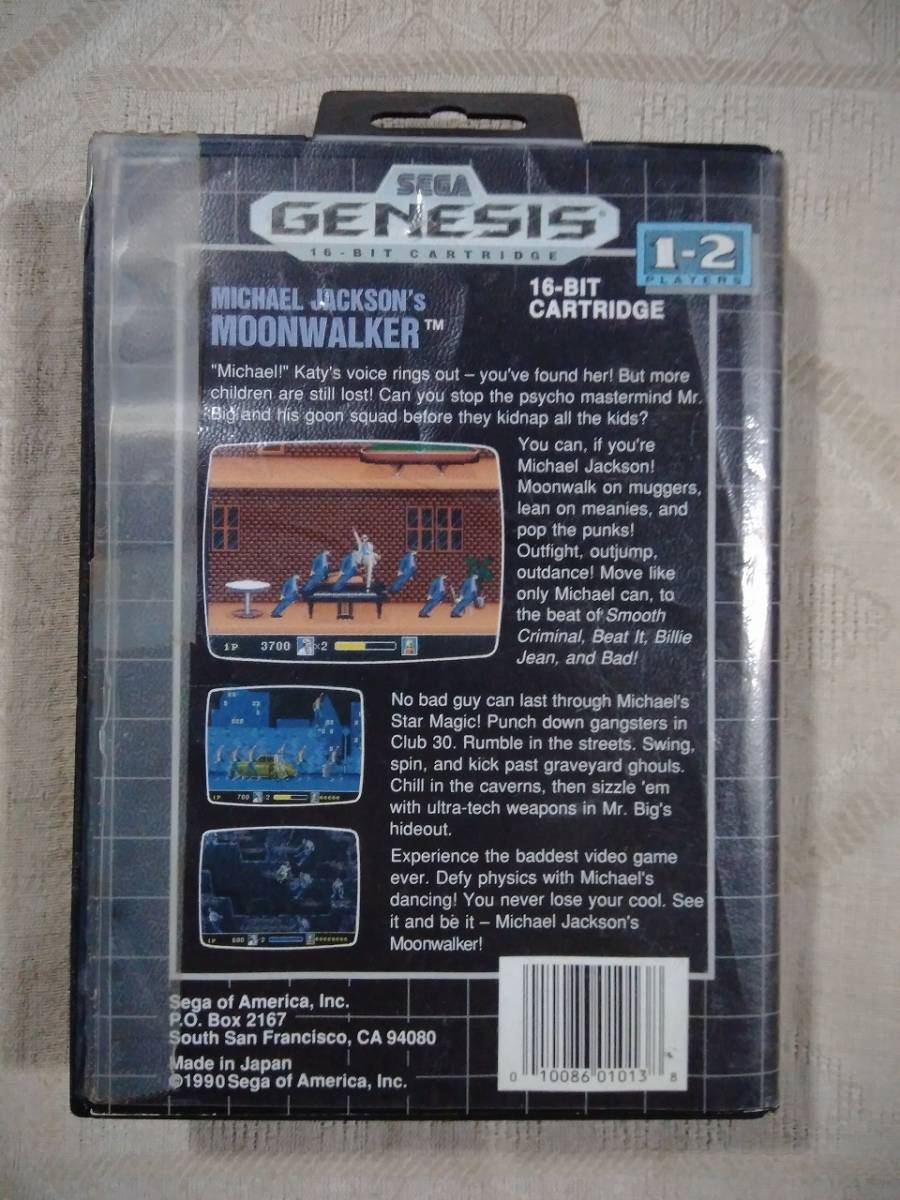 SEGA
GENESIS®
16-BIT CARTRIDGE
1-2
PLAYERS
16-BIT
CARTRIDGE
MICHAEL JACKSON'S
MOONWALKER™
"Michael!" Katy's voice rings out – you've found her! But more
children are still lost! Can you stop the psycho mastermind Mr.
Big and his goon squad before they kidnap all the kids?
You can, if you're
Michael Jackson!
Moonwalk on muggers,
lean on meanies, and
pop the punks!
Outfight, outjump,
outdance! Move like
only Michael can, to
the beat of Smooth
Criminal, Beat It, Billie
Jean, and Bad!
1P 3700 ×2
No bad guy can last through Michael's
Star Magic! Punch down gangsters in
Club 30. Rumble in the streets. Swing,
spin, and kick past graveyard ghouls.
Chill in the caverns, then sizzle 'em
with ultra-tech weapons in Mr. Big's
hideout.
1P 700 2
Experience the baddest video game
ever. Defy physics with Michael's
dancing! You never lose your cool. See
it and be it – Michael Jackson's
Moonwalker!
1P 2
Sega of America, Inc.
P.O. Box 2167
South San Francisco, CA 94080
Made in Japan
©1990 Sega of America, Inc.
0 10086 01013 8